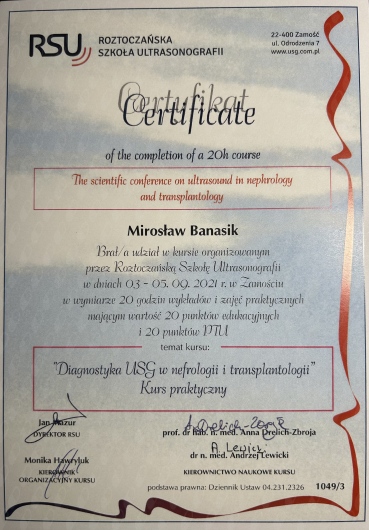 RSU
ROZTOCZAŃSKA
SZKOŁA ULTRASONOGRAFII
22-400 Zamość
ul. Odrodzenia 7
www.usg.com.pl
Certyfikat
Certificate
of the completion of a 20h course
The scientific conference on ultrasound in nephrology
and transplantology
Mirosław Banasik
Brał/a udział w kursie organizowanym
przez Roztoczańską Szkołę Ultrasonografii
w dniach 03 - 05. 09. 2021 r. w Zamościu
w wymiarze 20 godzin wykładów i zajęć praktycznych
mającym wartość 20 punktów edukacyjnych
i 20 punktów PTU
temat kursu:
"Diagnostyka USG w nefrologii i transplantologii"
Kurs praktyczny
Jan Mazur
DYREKTOR RSU
prof. dr hab. n. med. Anna Drelich-Zbroja
A. Lewicki
dr n. med. Andrzej Lewicki
Monika Hawryluk
KIEROWNIK
ORGANIZACYJNY KURSU
KIEROWNICTWO NAUKOWE KURSU
podstawa prawna: Dziennik Ustaw 04.231.2326
1049/3